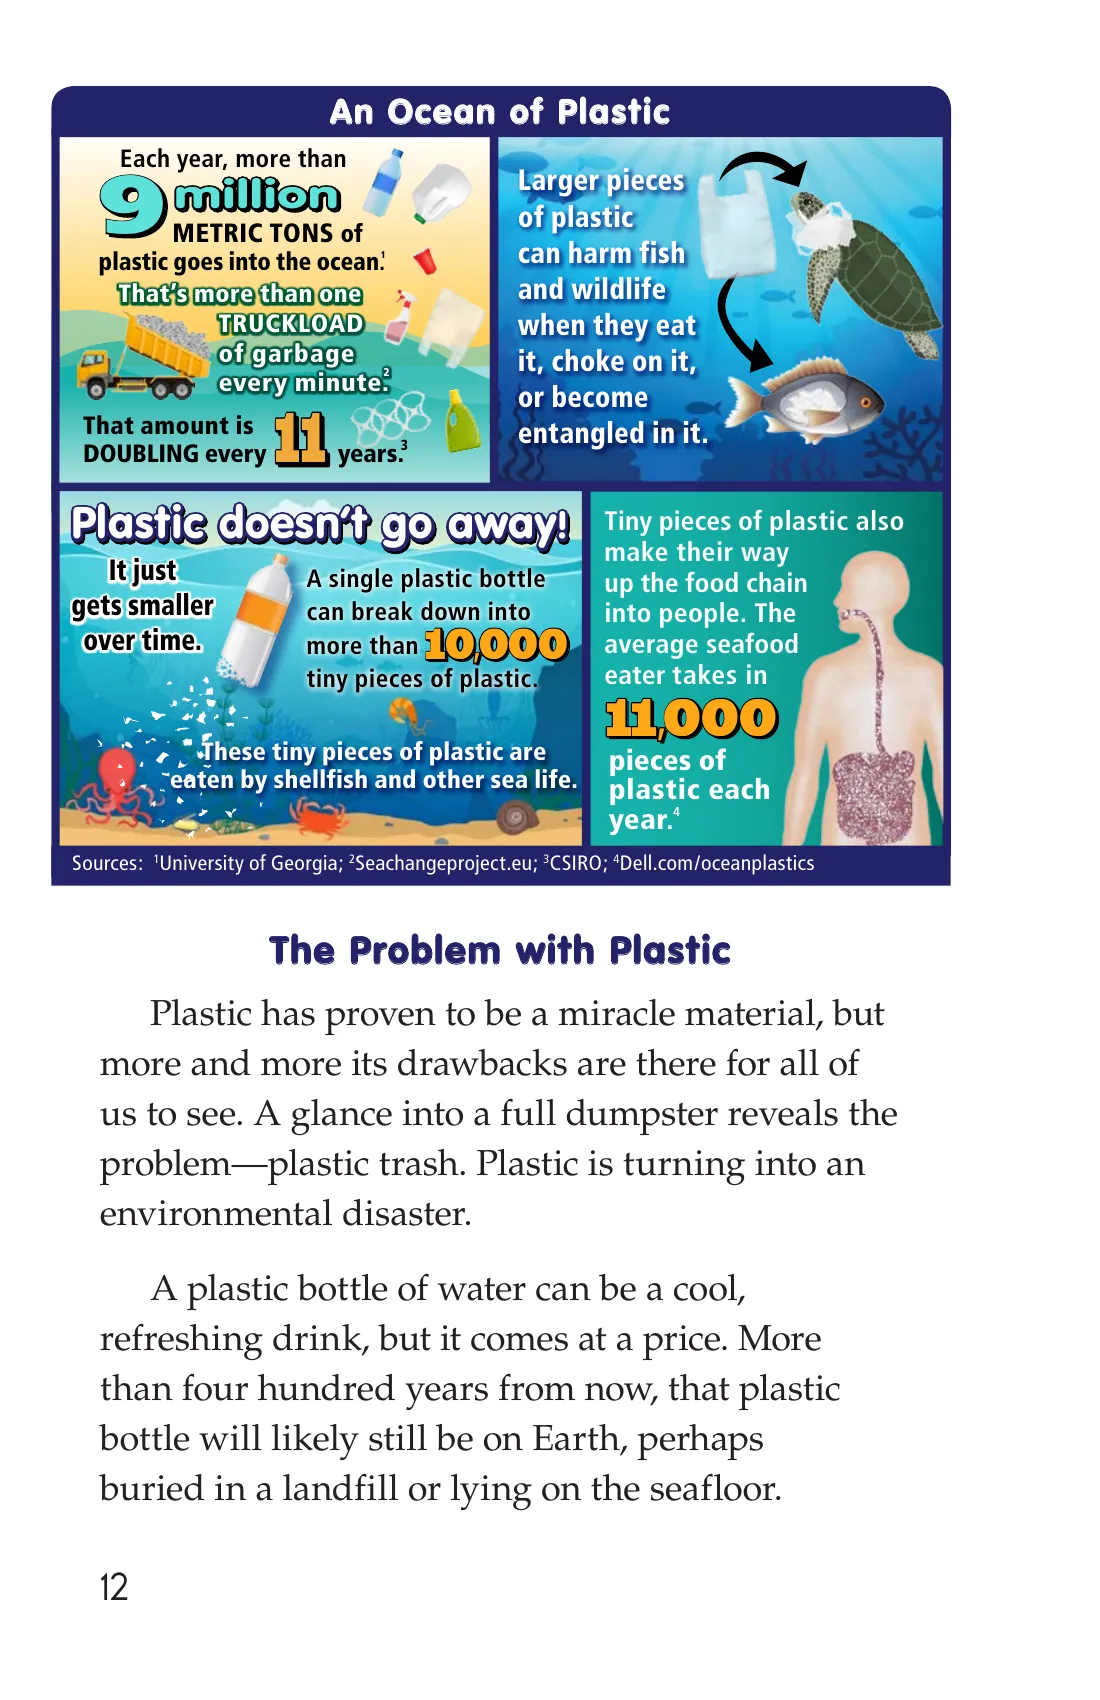 An Ocean of Plastic
Each year, more than
9 million
METRIC TONS of
plastic goes into the ocean.¹
That's more than one
TRUCKLOAD
of garbage
every minute.²
That amount is
DOUBLING every 11 years.³
Larger pieces
of plastic
can harm fish
and wildlife
when they eat
it, choke on it,
or become
entangled in it.
Plastic doesn't go away!
It just
gets smaller
over time.
A single plastic bottle
can break down into
more than 10,000
tiny pieces of plastic.
These tiny pieces of plastic are
eaten by shellfish and other sea life.
Tiny pieces of plastic also
make their way
up the food chain
into people. The
average seafood
eater takes in
11,000
pieces of
plastic each
year.⁴
Sources: ¹University of Georgia; ²Seachangeproject.eu; ³CSIRO; ⁴Dell.com/oceanplastics
The Problem with Plastic
Plastic has proven to be a miracle material, but
more and more its drawbacks are there for all of
us to see. A glance into a full dumpster reveals the
problem—plastic trash. Plastic is turning into an
environmental disaster.
A plastic bottle of water can be a cool,
refreshing drink, but it comes at a price. More
than four hundred years from now, that plastic
bottle will likely still be on Earth, perhaps
buried in a landfill or lying on the seafloor.
12